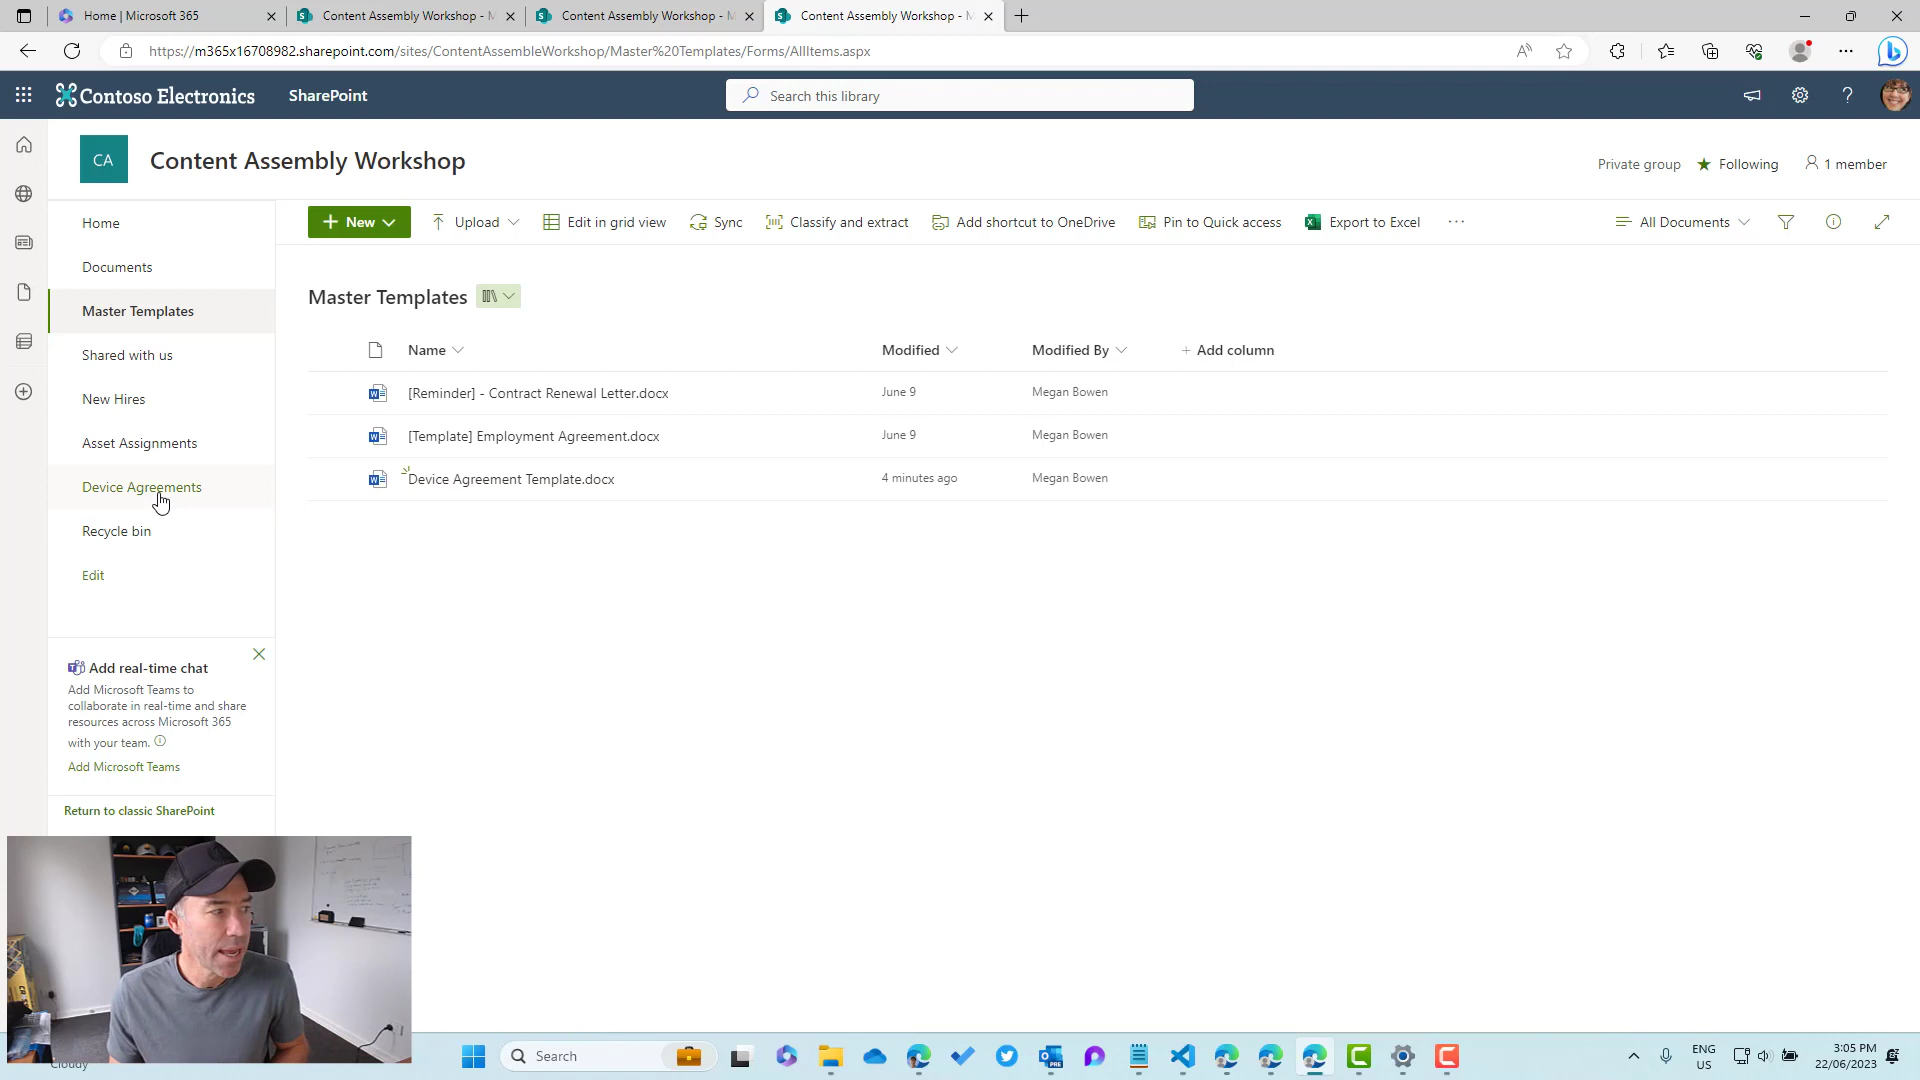 Home | Microsoft 365
Content Assembly Workshop - M
Content Assembly Workshop - M
Content Assembly Workshop - M
https://m365x16708982.sharepoint.com/sites/ContentAssembleWorkshop/Master%20Templates/Forms/AllItems.aspx
Contoso Electronics
SharePoint
Search this library
CA
Content Assembly Workshop
Private group
Following
1 member
Home
Documents
Master Templates
Shared with us
New Hires
Asset Assignments
Device Agreements
Recycle bin
Edit
New
Upload
Edit in grid view
Sync
Classify and extract
Add shortcut to OneDrive
Pin to Quick access
Export to Excel
All Documents
Master Templates
Name
Modified
Modified By
+ Add column
[Reminder] - Contract Renewal Letter.docx
June 9
Megan Bowen
[Template] Employment Agreement.docx
June 9
Megan Bowen
Device Agreement Template.docx
4 minutes ago
Megan Bowen
Add real-time chat
Add Microsoft Teams to
collaborate in real-time and share
resources across Microsoft 365
with your team.
Add Microsoft Teams
Return to classic SharePoint
Cloudy
Search
ENG
US
3:05 PM
22/06/2023